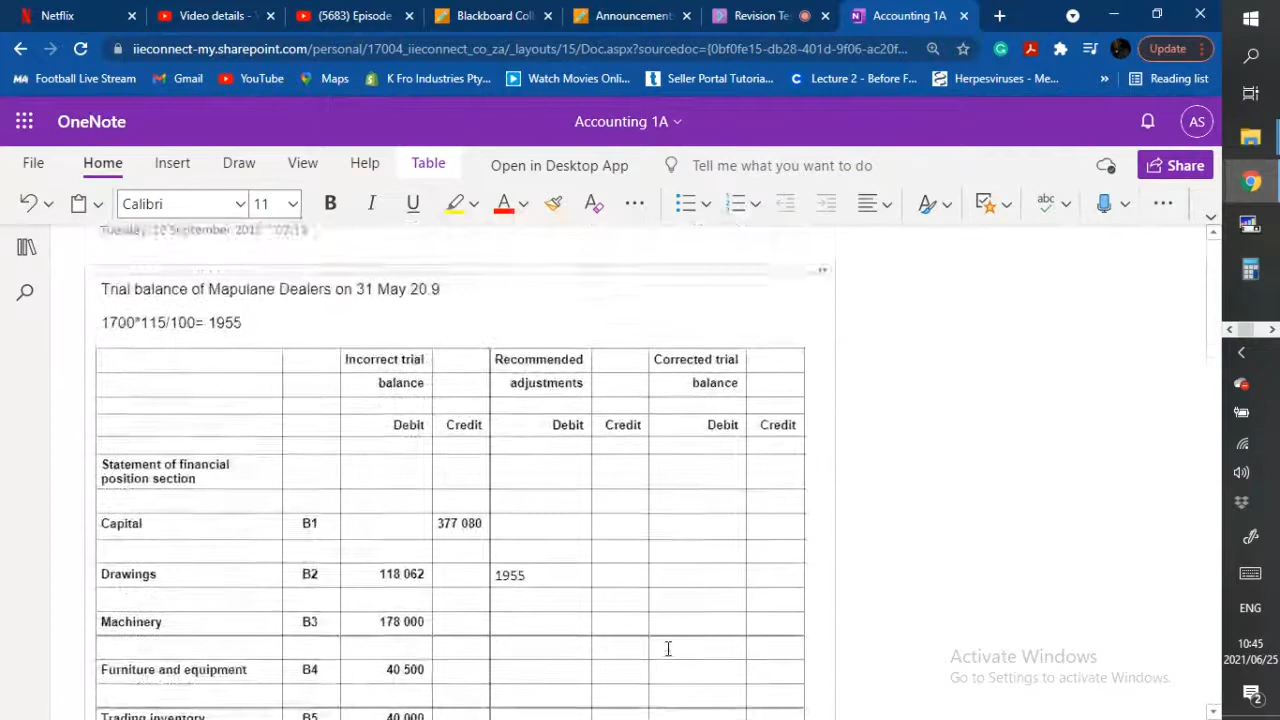 Netflix
Video details - Y
(5683) Episode
Blackboard Coll
Announcement
Revision Te
Accounting 1A
iieconnect-my.sharepoint.com/personal/17004_iieconnect_co_za/_layouts/15/Doc.aspx?sourcedoc={0bf0fe15-db28-401d-9f06-ac20f...
Update
Football Live Stream
Gmail
YouTube
Maps
K Fro Industries Pty...
Watch Movies Onli...
Seller Portal Tutoria...
Lecture 2 - Before F...
Herpesviruses - Me...
Reading list
OneNote
Accounting 1A
AS
File Home Insert Draw View Help Table Open in Desktop App Tell me what you want to do Share
Calibri 11 B I U A abc
Trial balance of Mapulane Dealers on 31 May 20.9
1700*115/100= 1955
Incorrect trial Recommended Corrected trial
balance adjustments balance
Debit Credit Debit Credit Debit Credit
Statement of financial
position section
Capital B1 377 080
Drawings B2 118 062 1955
Machinery B3 178 000
Furniture and equipment B4 40 500
Trading inventory B5 40 000
Activate Windows
Go to Settings to activate Windows.
ENG
10:45
2021/06/25
2